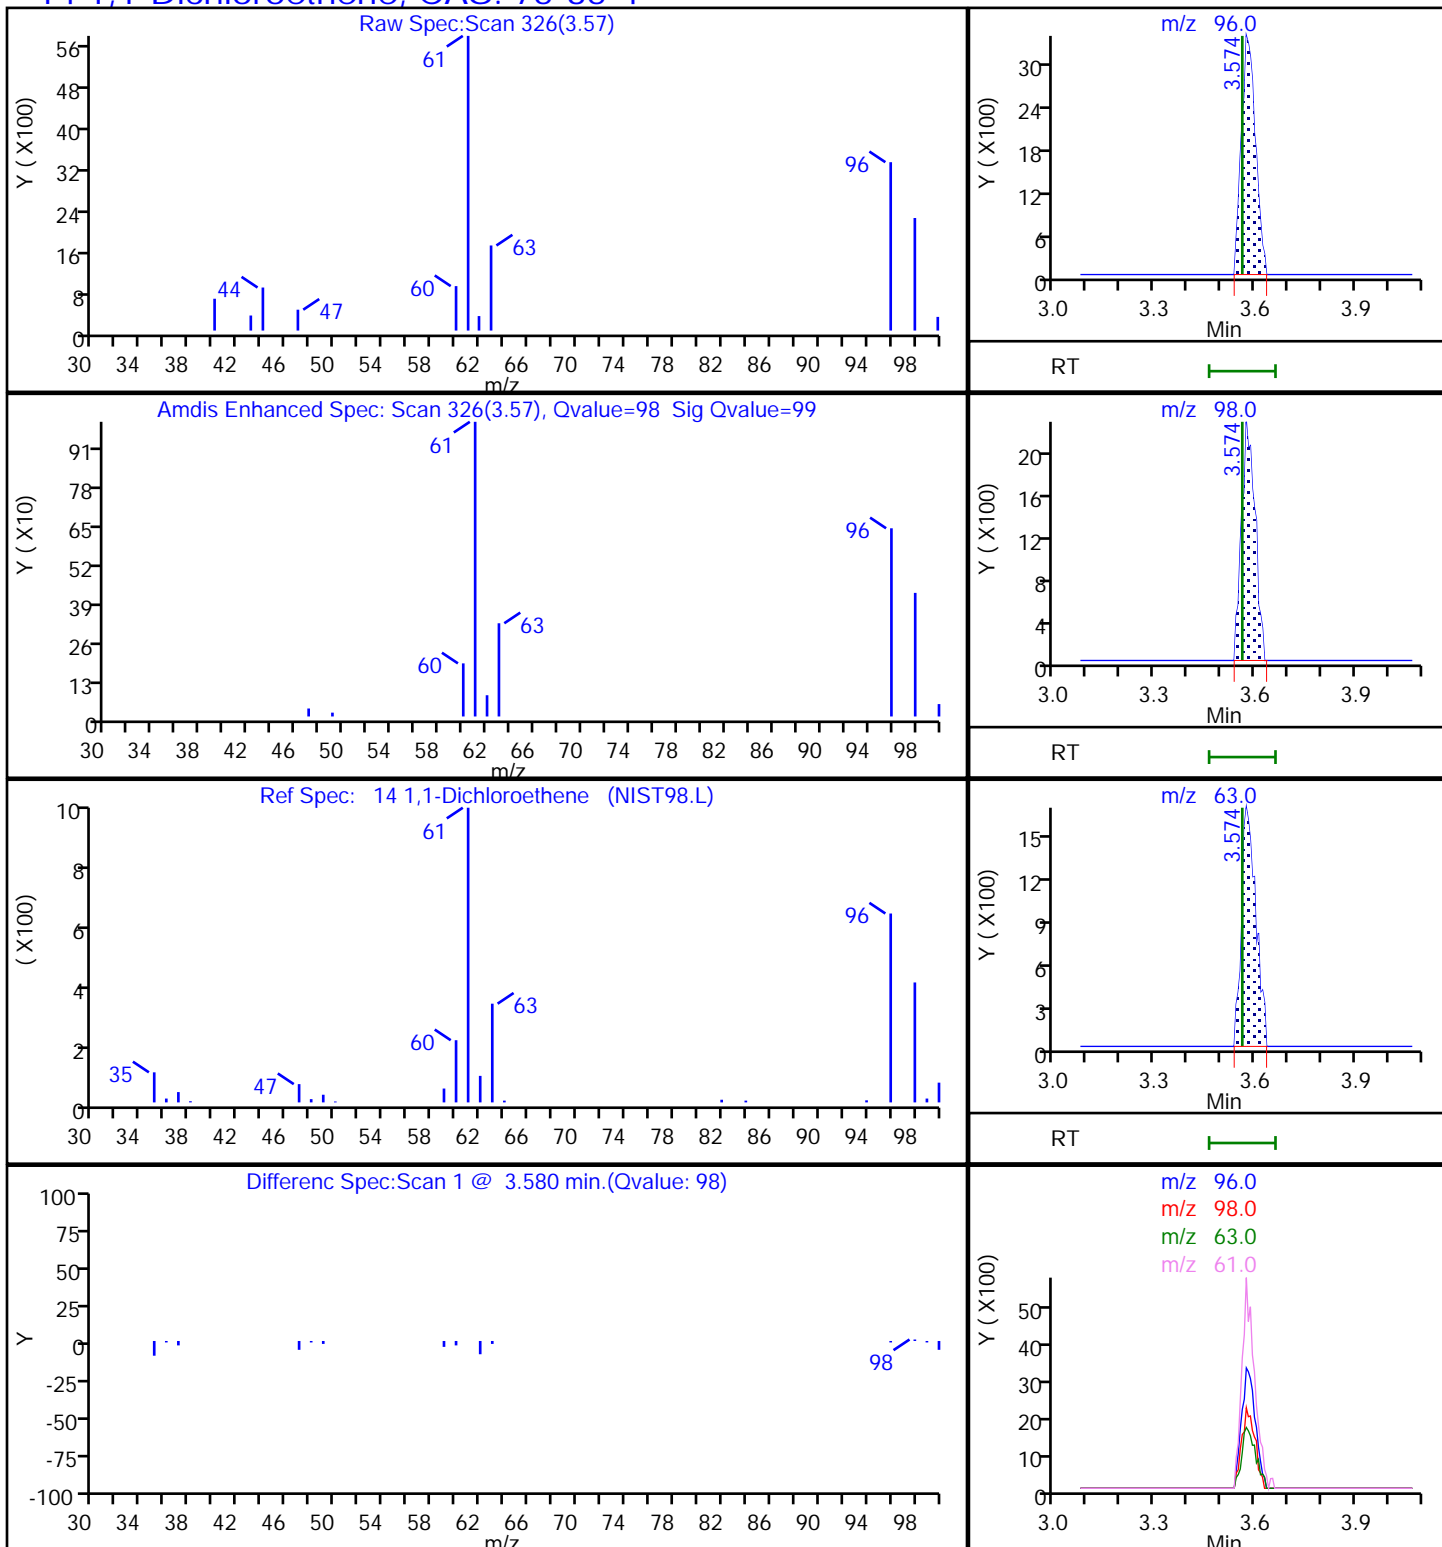 Raw Spec:Scan 326(3.57)
61
96
63
60
44
47
Y ( X100)
56
48
40
32
24
16
8
0
30 34 38 42 46 50 54 58 62 66 70 74 78 82 86 90 94 98
m/z
m/z 96.0
3.574
Y ( X100)
30
24
18
12
6
0
3.0 3.3 3.6 3.9
Min
RT
Amdis Enhanced Spec: Scan 326(3.57), Qvalue=98 Sig Qvalue=99
61
96
63
60
Y ( X10)
91
78
65
52
39
26
13
0
30 34 38 42 46 50 54 58 62 66 70 74 78 82 86 90 94 98
m/z
m/z 98.0
3.574
Y ( X100)
20
16
12
8
4
0
3.0 3.3 3.6 3.9
Min
RT
Ref Spec: 14 1,1-Dichloroethene (NIST98.L)
61
96
63
60
35
47
( X100)
10
8
6
4
2
0
30 34 38 42 46 50 54 58 62 66 70 74 78 82 86 90 94 98
m/z 63.0
3.574
Y ( X100)
15
12
9
6
3
0
3.0 3.3 3.6 3.9
Min
RT
Differenc Spec:Scan 1 @ 3.580 min.(Qvalue: 98)
98
Y
100
75
50
25
0
-25
-50
-75
-100
30 34 38 42 46 50 54 58 62 66 70 74 78 82 86 90 94 98
m/z
m/z 96.0
m/z 98.0
m/z 63.0
m/z 61.0
Y ( X100)
50
40
30
20
10
0
3.0 3.3 3.6 3.9
Min